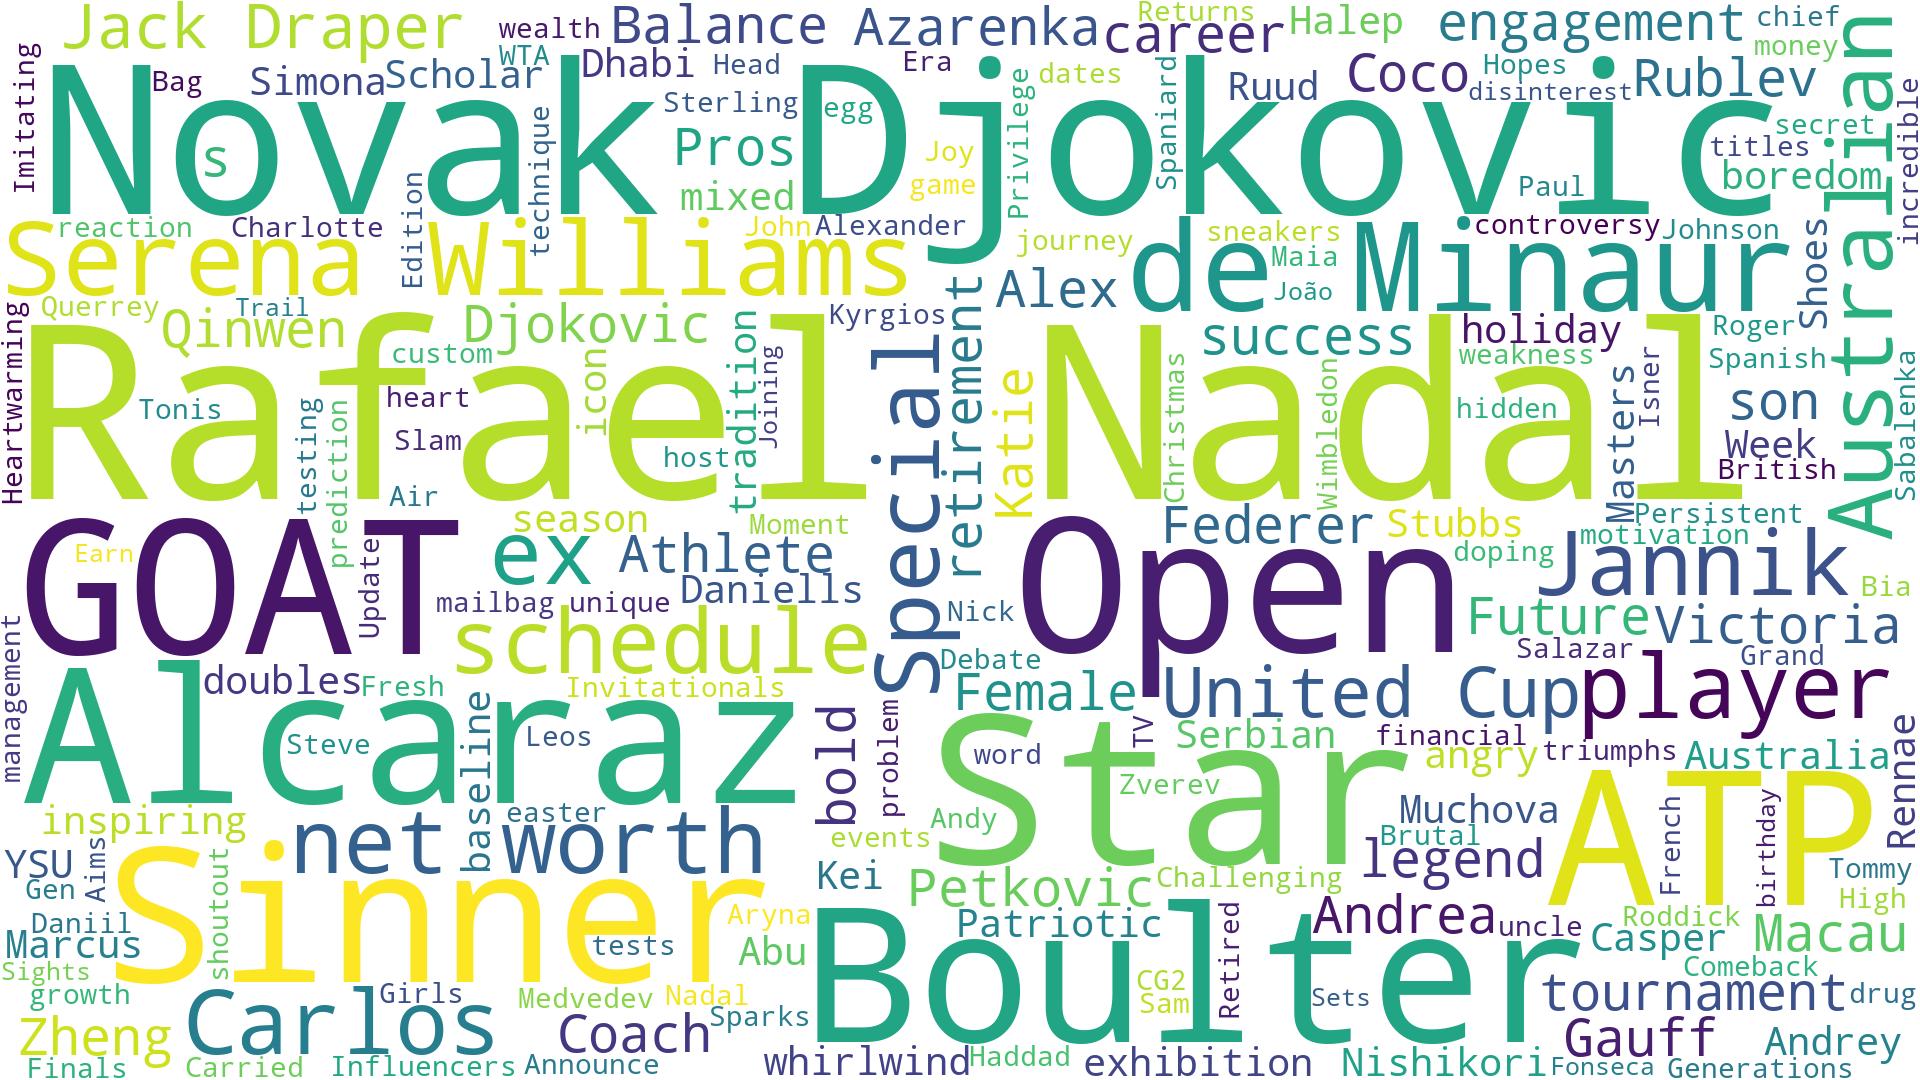 Jack Draper
wealth
Balance
Azarenka
career
Returns
Halep
engagement
chief
money
Australian
WTA
Bag
Simona
Scholar
Dhabi
Head
Era
dates
Spaniard
Ruud
Coco
Hopes
disinterest
Rublev
incredible
Imitating
Novak Djokovic
s
technique
Sterling
egg
Pros
mixed
Joy
game
Privilege
Paul
secret
titles
boredom
reaction
Charlotte
Edition
John
Alexander
journey
sneakers
Maia
João
controversy
Johnson
Shoes
Serena Williams
Alex
de Minaur
Heartwarming
Querrey
Trail
Qinwen
Djokovic
Kyrgios
retirement
success
holiday
weakness
Roger
Spanish
Sabalenka
Rafael Nadal
custom
heart
Tonis
testing
prediction
Slam
Air
icon
host
tradition
Joining
Special
Katie
Christmas
Wimbledon
hidden
Masters
Isner
son
Week
British
GOAT
Earn
Update
season
Moment
ex
Athlete
Open
Federer
Stubbs
Persistent
motivation
doping
Jannik
Bia
mailbag
unique
Daniells
Nick
Future
Victoria
management
schedule
Debate
Salazar
Grand
doubles
Fresh
Invitationals
Female
United Cup
player
Alcaraz
Steve
baseline
Leos
bold
problem
word
TV
Star
Serbian
Zverev
financial
angry
triumphs
Australia
Rennae
inspiring
easter
net worth
events
Andy
Muchova
Brutal
legend
ATP
French
birthday
Tommy
High
YSU
Gen
Aims
Kei
Petkovic
Challenging
Sinner
shoutout
Daniil
Marcus
Sights
growth
tests
Aryna
Abu
Patriotic
Boulter
Retired
Andrea
uncle
Roddick
Casper
Macau
Comeback
CG2
Sam
Sets
tournament
drug
Girls
Carlos
Medvedev
Nadal
Zheng
Coach
Sparks
Gauff
Andrey
Finals
Carried
Influencers
Announce
whirlwind
Haddad
exhibition
Nishikori
Fonseca
Generations